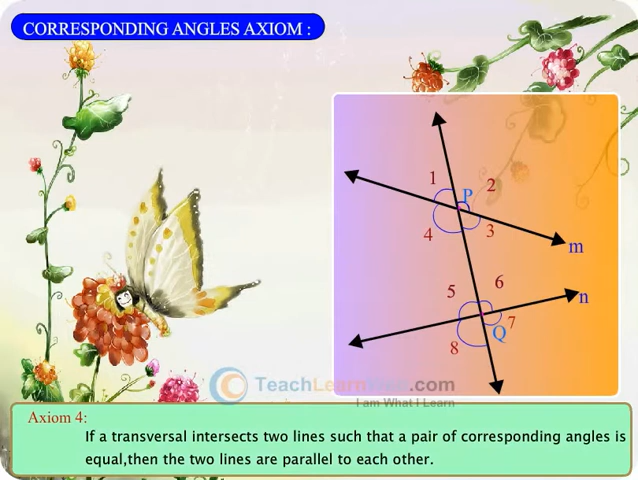 CORRESPONDING ANGLES AXIOM :
1
2
P
4
3
m
5
6
n
7
Q
8
TeachLearnWeb.com
I am What I Learn
Axiom 4:
If a transversal intersects two lines such that a pair of corresponding angles is
equal,then the two lines are parallel to each other.